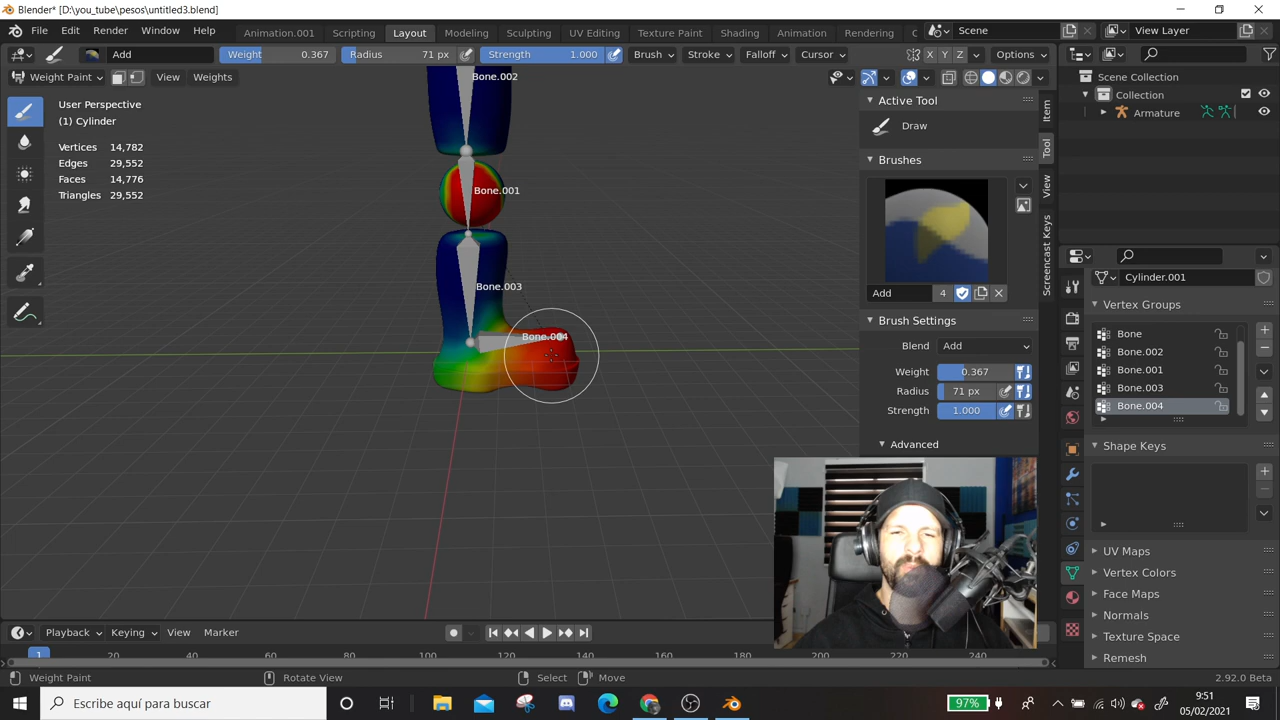 Blender* [D:\you_tube\pesos\untitled3.blend]
File Edit Render Window Help Animation.001 Scripting Layout Modeling Sculpting UV Editing Texture Paint Shading Animation Rendering Scene View Layer
Add Weight 0.367 Radius 71 px Strength 1.000 Brush Stroke Falloff Cursor X Y Z Options
Weight Paint View Weights
User Perspective
(1) Cylinder
Vertices 14,782
Edges 29,552
Faces 14,776
Triangles 29,552
Bone.002
Bone.001
Bone.003
Bone.004
Active Tool
Draw
Brushes
Add 4
Brush Settings
Blend Add
Weight 0.367
Radius 71 px
Strength 1.000
Advanced
Item
Tool
View
Screencast Keys
Scene Collection
Collection
Armature
Cylinder.001
Vertex Groups
Bone
Bone.002
Bone.001
Bone.003
Bone.004
Shape Keys
UV Maps
Vertex Colors
Face Maps
Normals
Texture Space
Remesh
Playback Keying View Marker
1 20 40 60 80 100 120 140 160 180 200 220 240
Weight Paint Rotate View Select Move 2.92.0 Beta
Escribe aquí para buscar
97%
9:51
05/02/2021